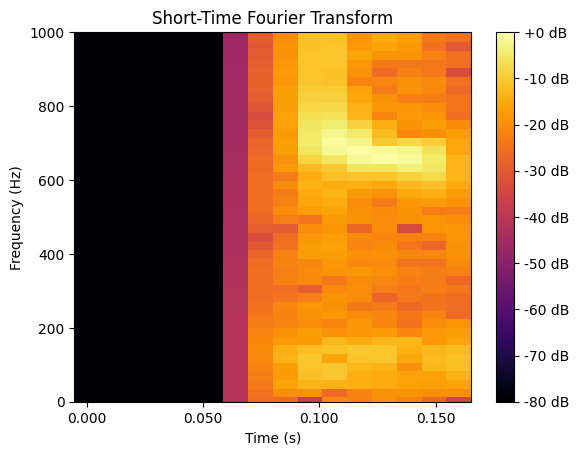 Short-Time Fourier Transform
1000
800
600
400
200
0
Frequency (Hz)
0.000
0.050
0.100
0.150
Time (s)
+0 dB
-10 dB
-20 dB
-30 dB
-40 dB
-50 dB
-60 dB
-70 dB
-80 dB